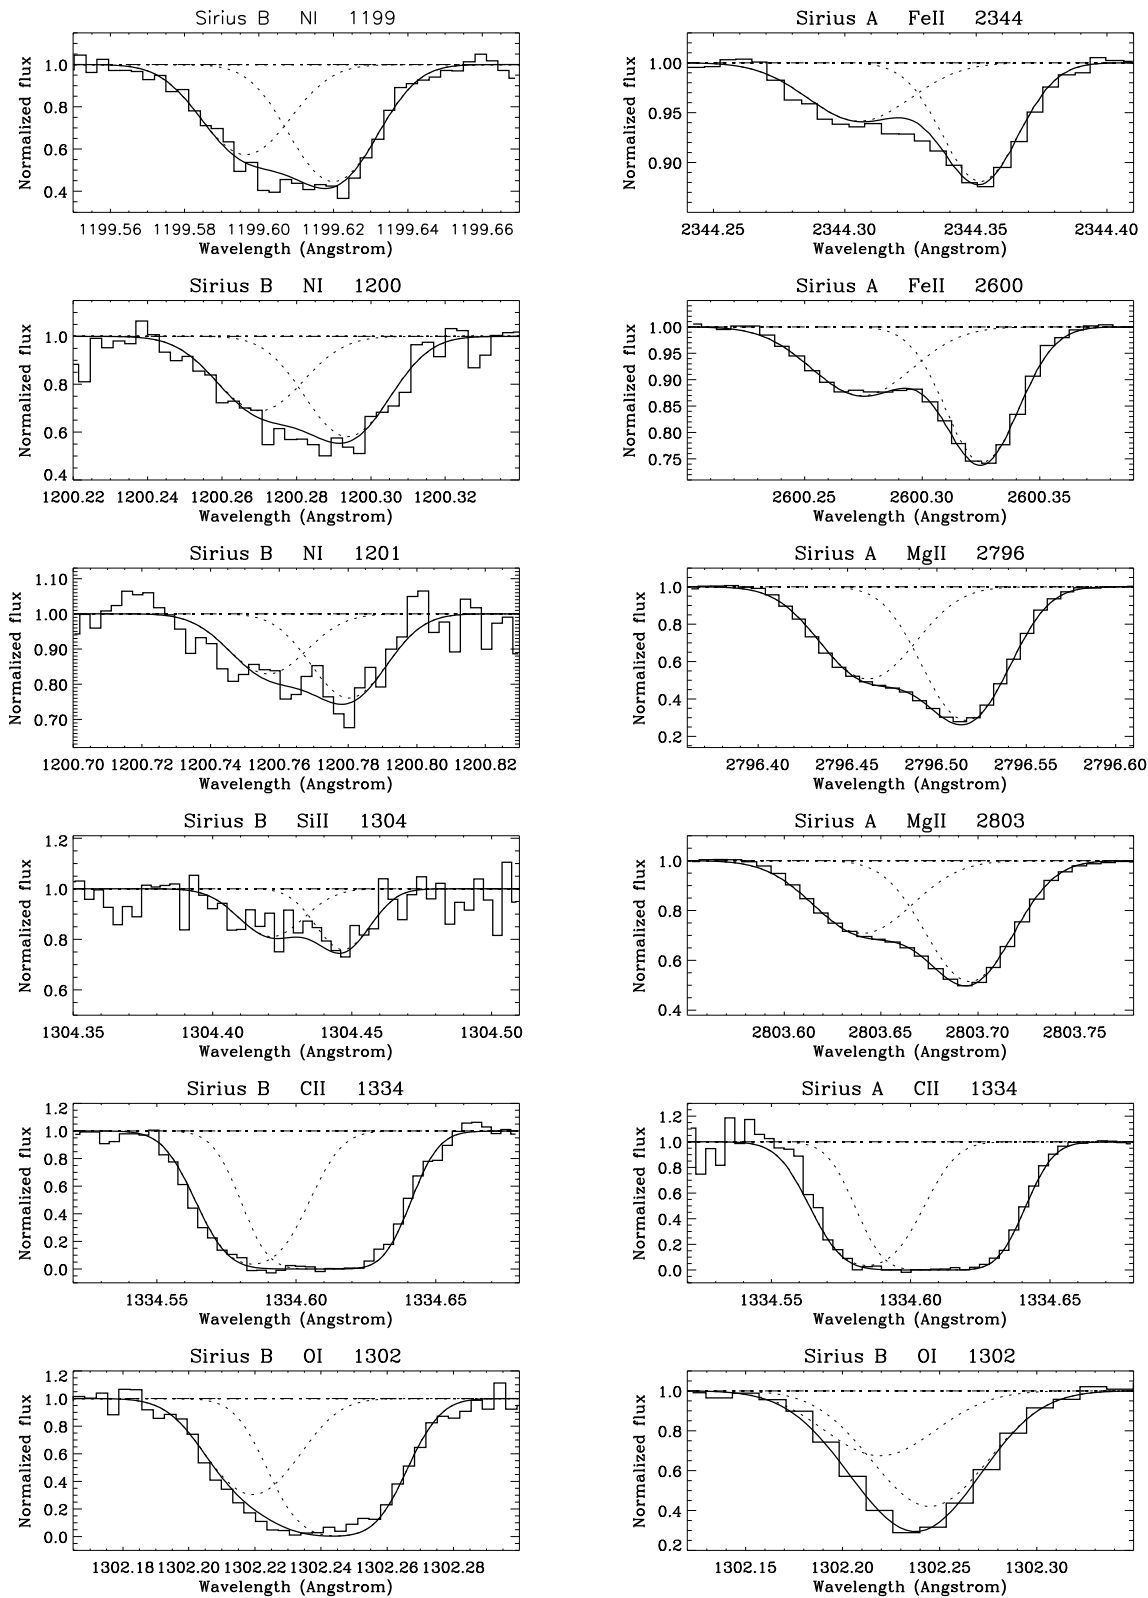 Sirius B NI 1199
Normalized flux
1.0
0.8
0.6
0.4
1199.56 1199.58 1199.60 1199.62 1199.64 1199.66
Wavelength (Angstrom)
Sirius A FeII 2344
Normalized flux
1.00
0.95
0.90
2344.25 2344.30 2344.35 2344.40
Wavelength (Angstrom)
Sirius B NI 1200
Normalized flux
1.0
0.8
0.6
0.4
1200.22 1200.24 1200.26 1200.28 1200.30 1200.32
Wavelength (Angstrom)
Sirius A FeII 2600
Normalized flux
1.00
0.95
0.90
0.85
0.80
0.75
2600.25 2600.30 2600.35
Wavelength (Angstrom)
Sirius B NI 1201
Normalized flux
1.10
1.00
0.90
0.80
0.70
1200.70 1200.72 1200.74 1200.76 1200.78 1200.80 1200.82
Wavelength (Angstrom)
Sirius A MgII 2796
Normalized flux
1.0
0.8
0.6
0.4
0.2
2796.40 2796.45 2796.50 2796.55 2796.60
Wavelength (Angstrom)
Sirius B SiII 1304
Normalized flux
1.2
1.0
0.8
0.6
1304.35 1304.40 1304.45 1304.50
Wavelength (Angstrom)
Sirius A MgII 2803
Normalized flux
1.0
0.8
0.6
0.4
2803.60 2803.65 2803.70 2803.75
Wavelength (Angstrom)
Sirius B CII 1334
Normalized flux
1.2
1.0
0.8
0.6
0.4
0.2
0.0
1334.55 1334.60 1334.65
Wavelength (Angstrom)
Sirius A CII 1334
Normalized flux
1.2
1.0
0.8
0.6
0.4
0.2
0.0
1334.55 1334.60 1334.65
Wavelength (Angstrom)
Sirius B OI 1302
Normalized flux
1.2
1.0
0.8
0.6
0.4
0.2
0.0
1302.18 1302.20 1302.22 1302.24 1302.26 1302.28
Wavelength (Angstrom)
Sirius B OI 1302
Normalized flux
1.0
0.8
0.6
0.4
0.2
1302.15 1302.20 1302.25 1302.30
Wavelength (Angstrom)